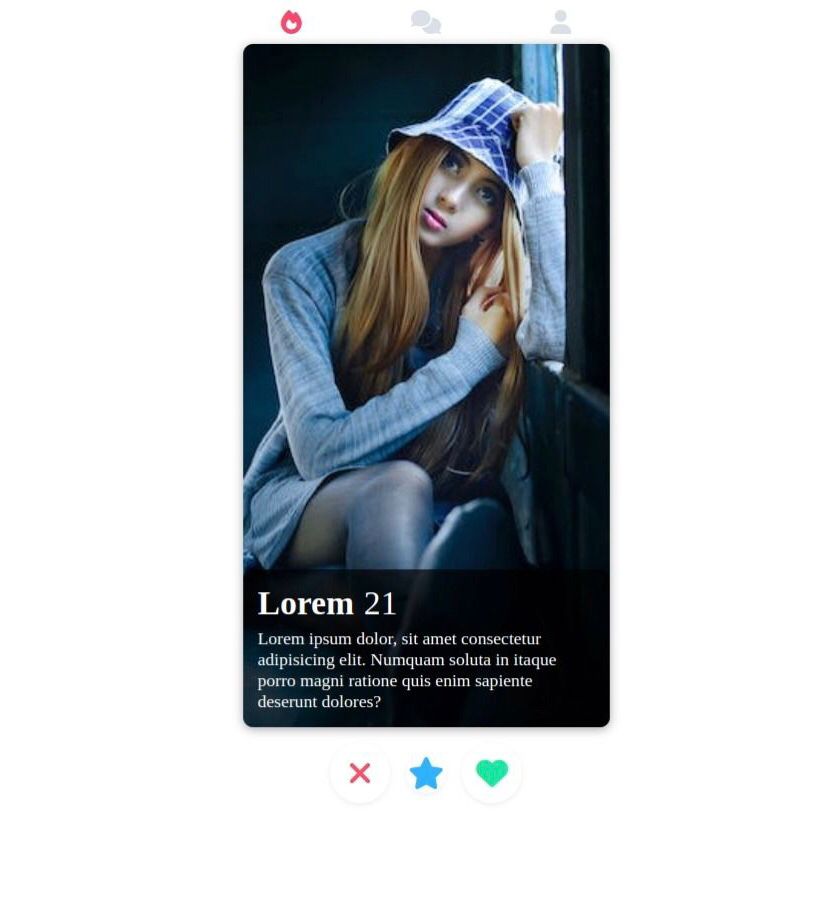 Lorem 21
Lorem ipsum dolor, sit amet consectetur
adipisicing elit. Numquam soluta in itaque
porro magni ratione quis enim sapiente
deserunt dolores?